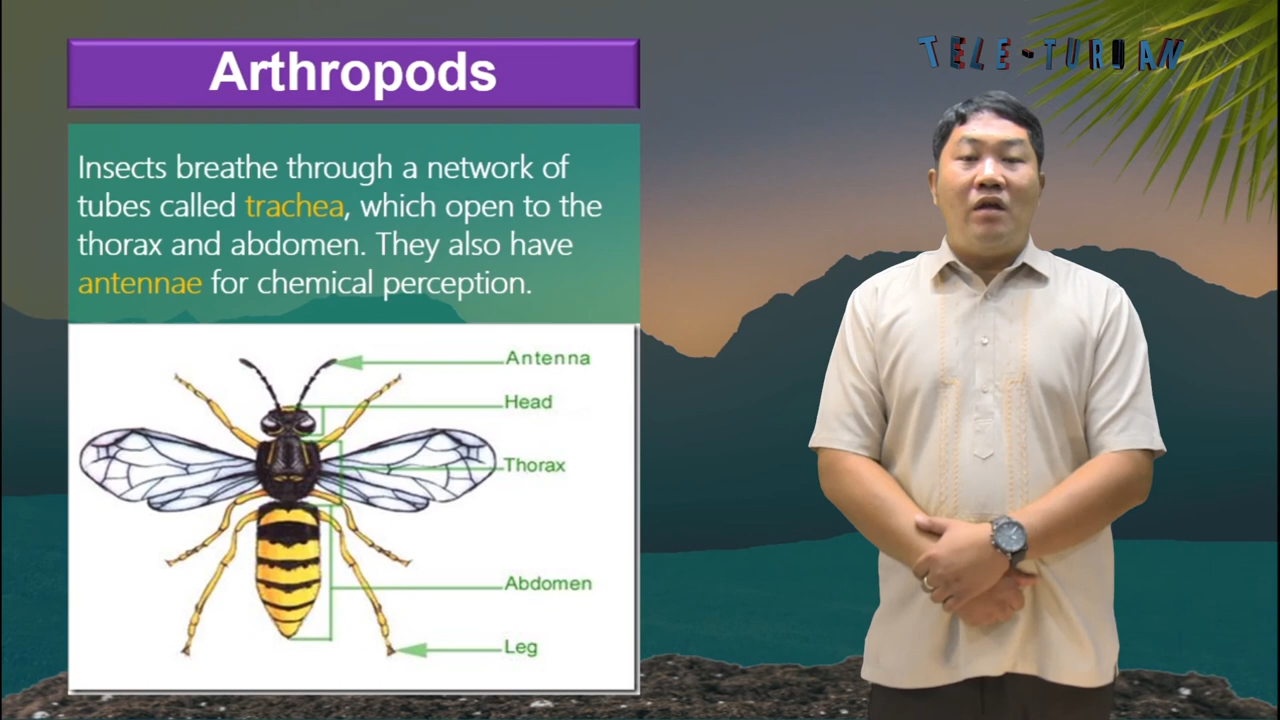 Arthropods
TELE-TURUAN
Insects breathe through a network of
tubes called trachea, which open to the
thorax and abdomen. They also have
antennae for chemical perception.
Antenna
Head
Thorax
Abdomen
Leg